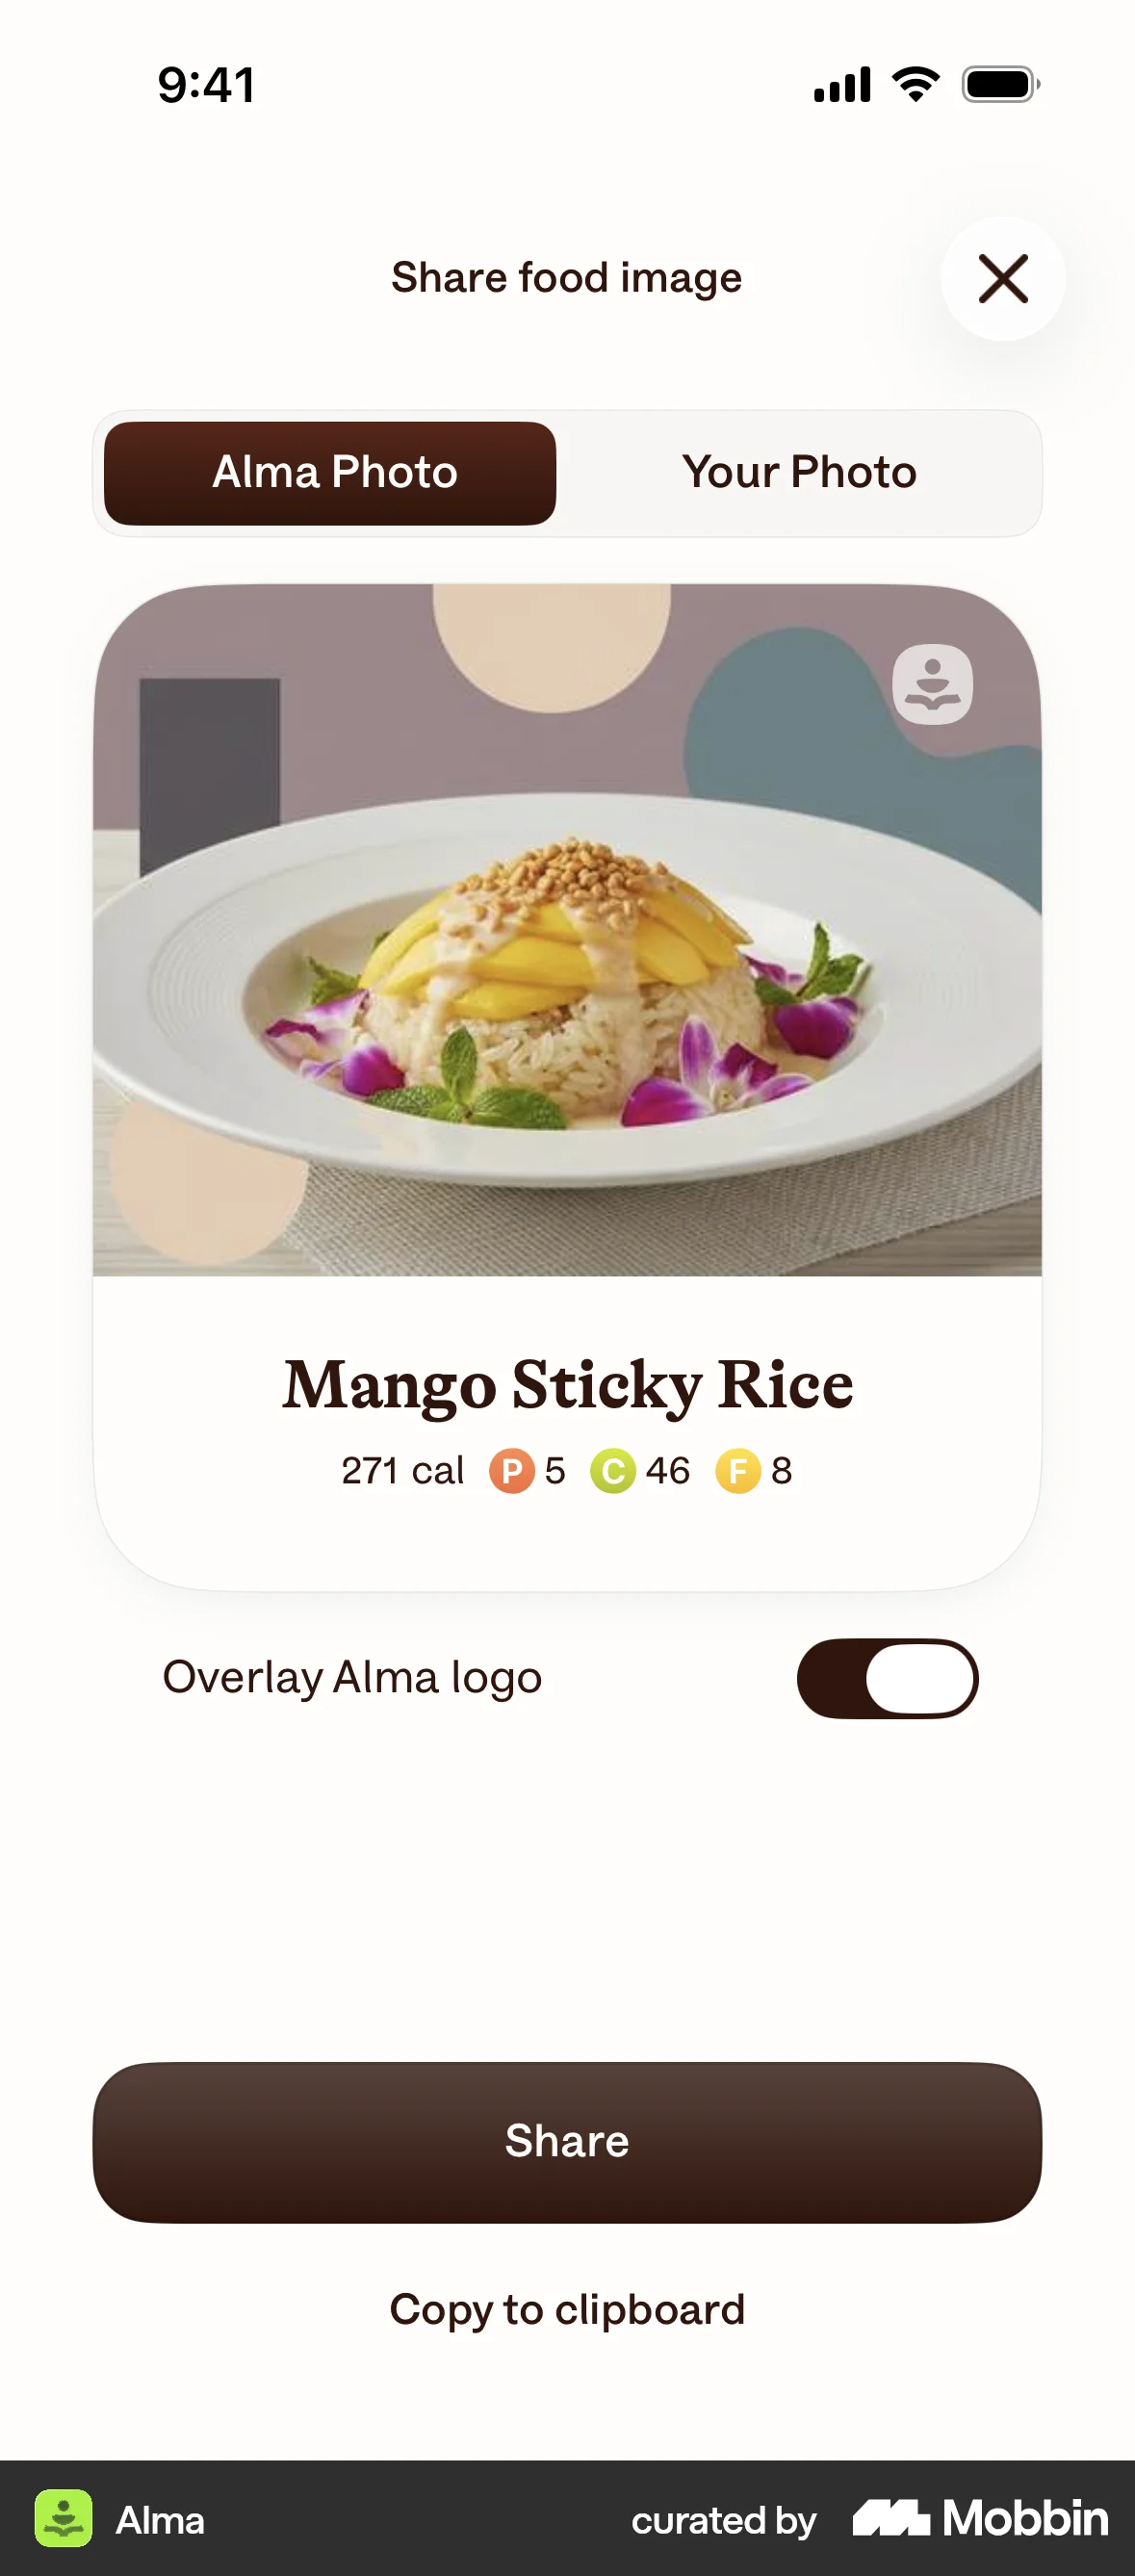 9:41
Share food image
Alma Photo
Your Photo
Mango Sticky Rice
271 cal P 5 C 46 F 8
Overlay Alma logo
Share
Copy to clipboard
Alma
curated by Mobbin